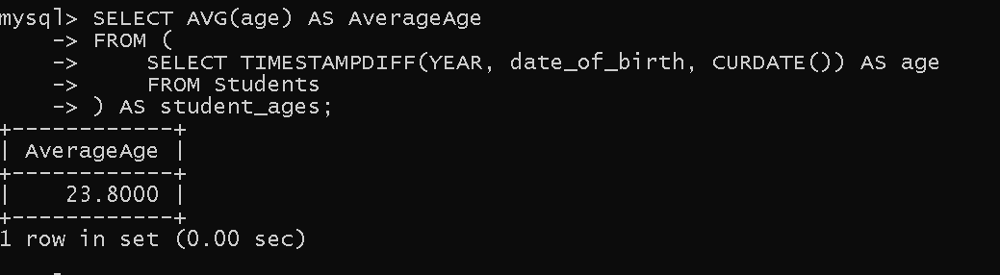 mysql> SELECT AVG(age) AS AverageAge
    -> FROM (
    ->     SELECT TIMESTAMPDIFF(YEAR, date_of_birth, CURDATE()) AS age
    ->     FROM Students
    -> ) AS student_ages;
+------------+
| AverageAge |
+------------+
|    23.8000 |
+------------+
1 row in set (0.00 sec)